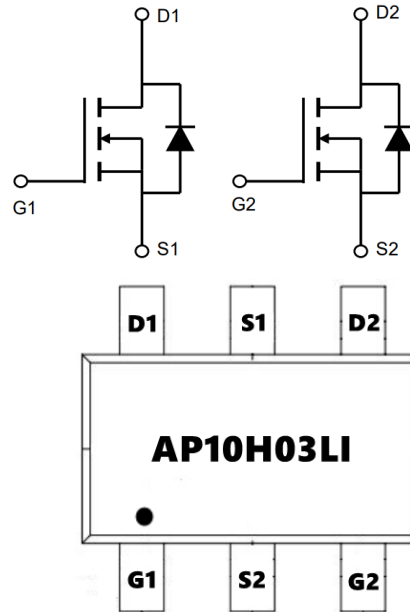 D1 D2
G1 G2
S1 S2
D1 S1 D2
AP10H03LI
G1 S2 G2